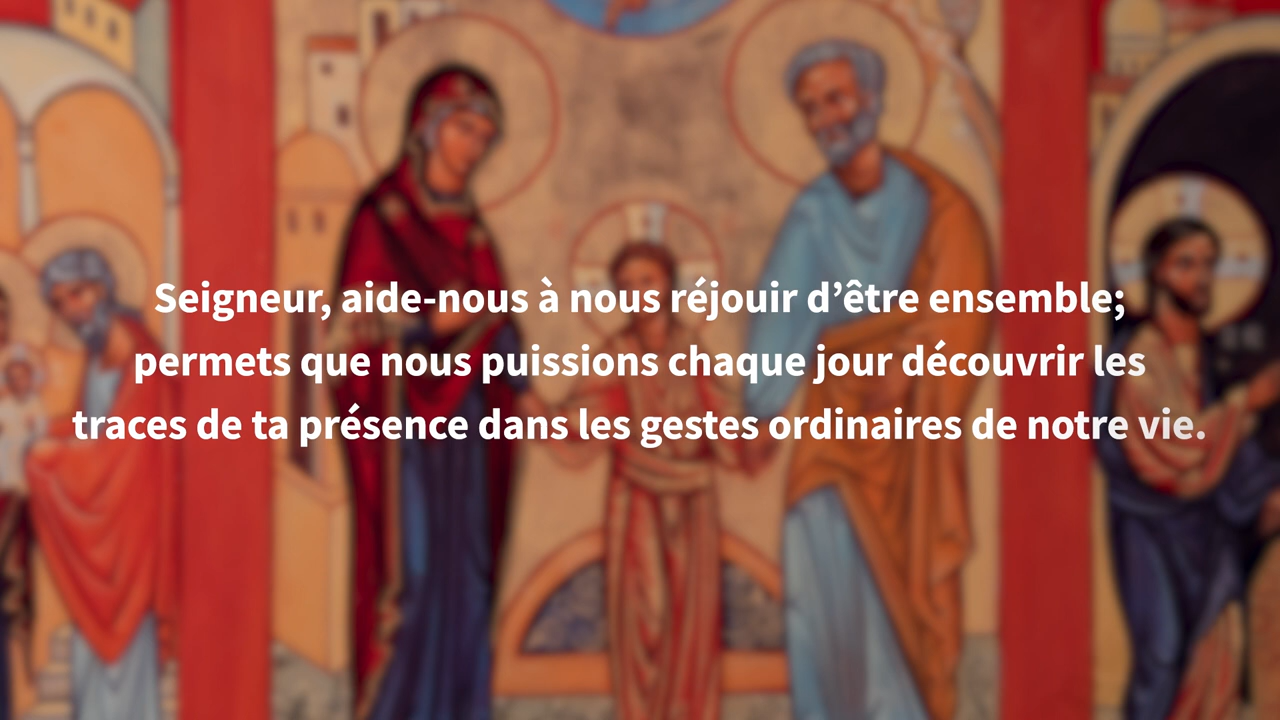 Seigneur, aide-nous à nous réjouir d’être ensemble;
permets que nous puissions chaque jour découvrir les
traces de ta présence dans les gestes ordinaires de notre vie.